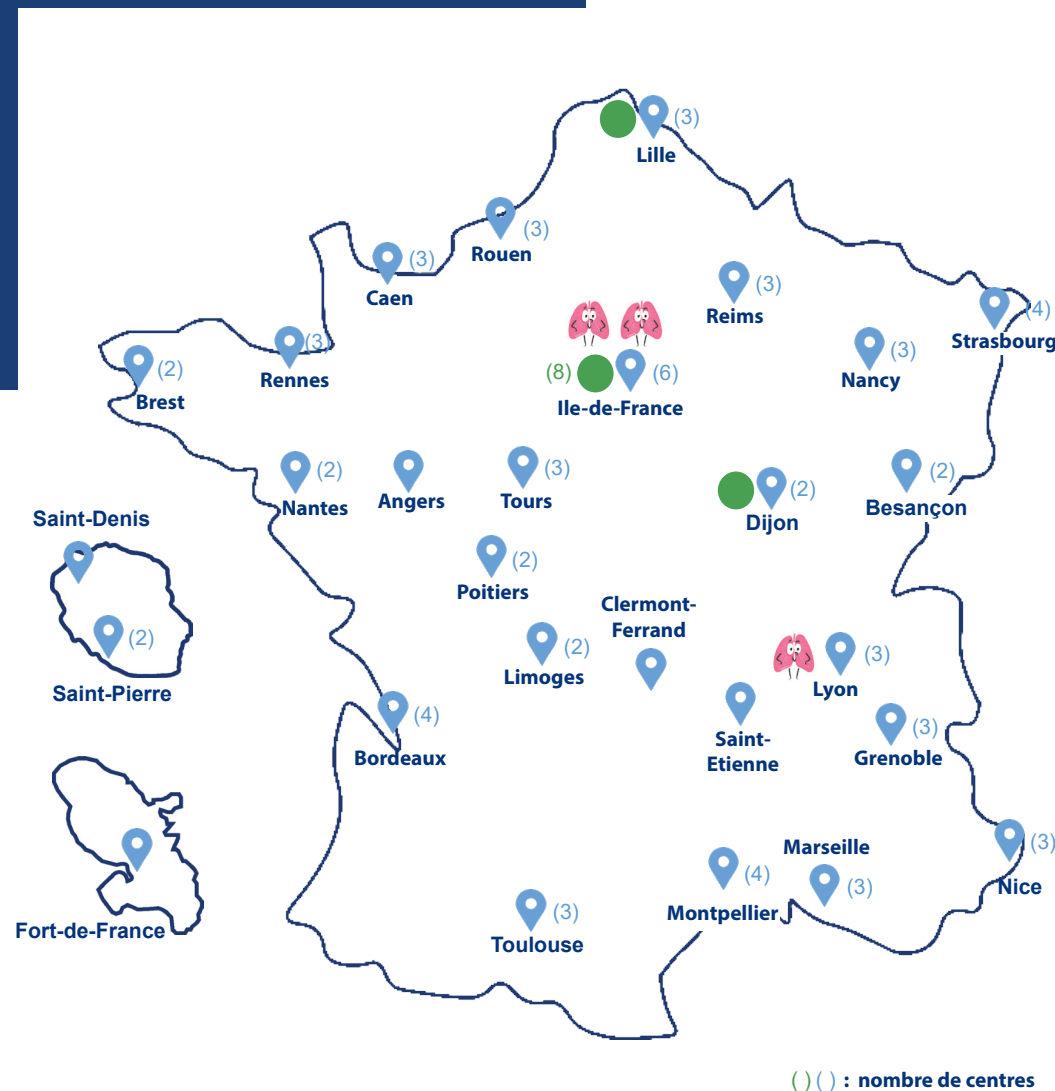 (3)
Lille
(3)
Rouen
(3)
Caen
(3)
Reims
(4)
Strasbourg
(3)
Rennes
(2)
Brest
(8)
(6)
Ile-de-France
(3)
Nancy
(2)
Nantes
Angers
(3)
Tours
(2)
Dijon
(2)
Besançon
Saint-Denis
(2)
Saint-Pierre
(2)
Poitiers
Clermont-
Ferrand
(2)
Limoges
(3)
Lyon
(4)
Bordeaux
Saint-
Etienne
(3)
Grenoble
Fort-de-France
(3)
Nice
Marseille
(3)
(4)
Montpellier
(3)
Toulouse
( ) ( ) : nombre de centres